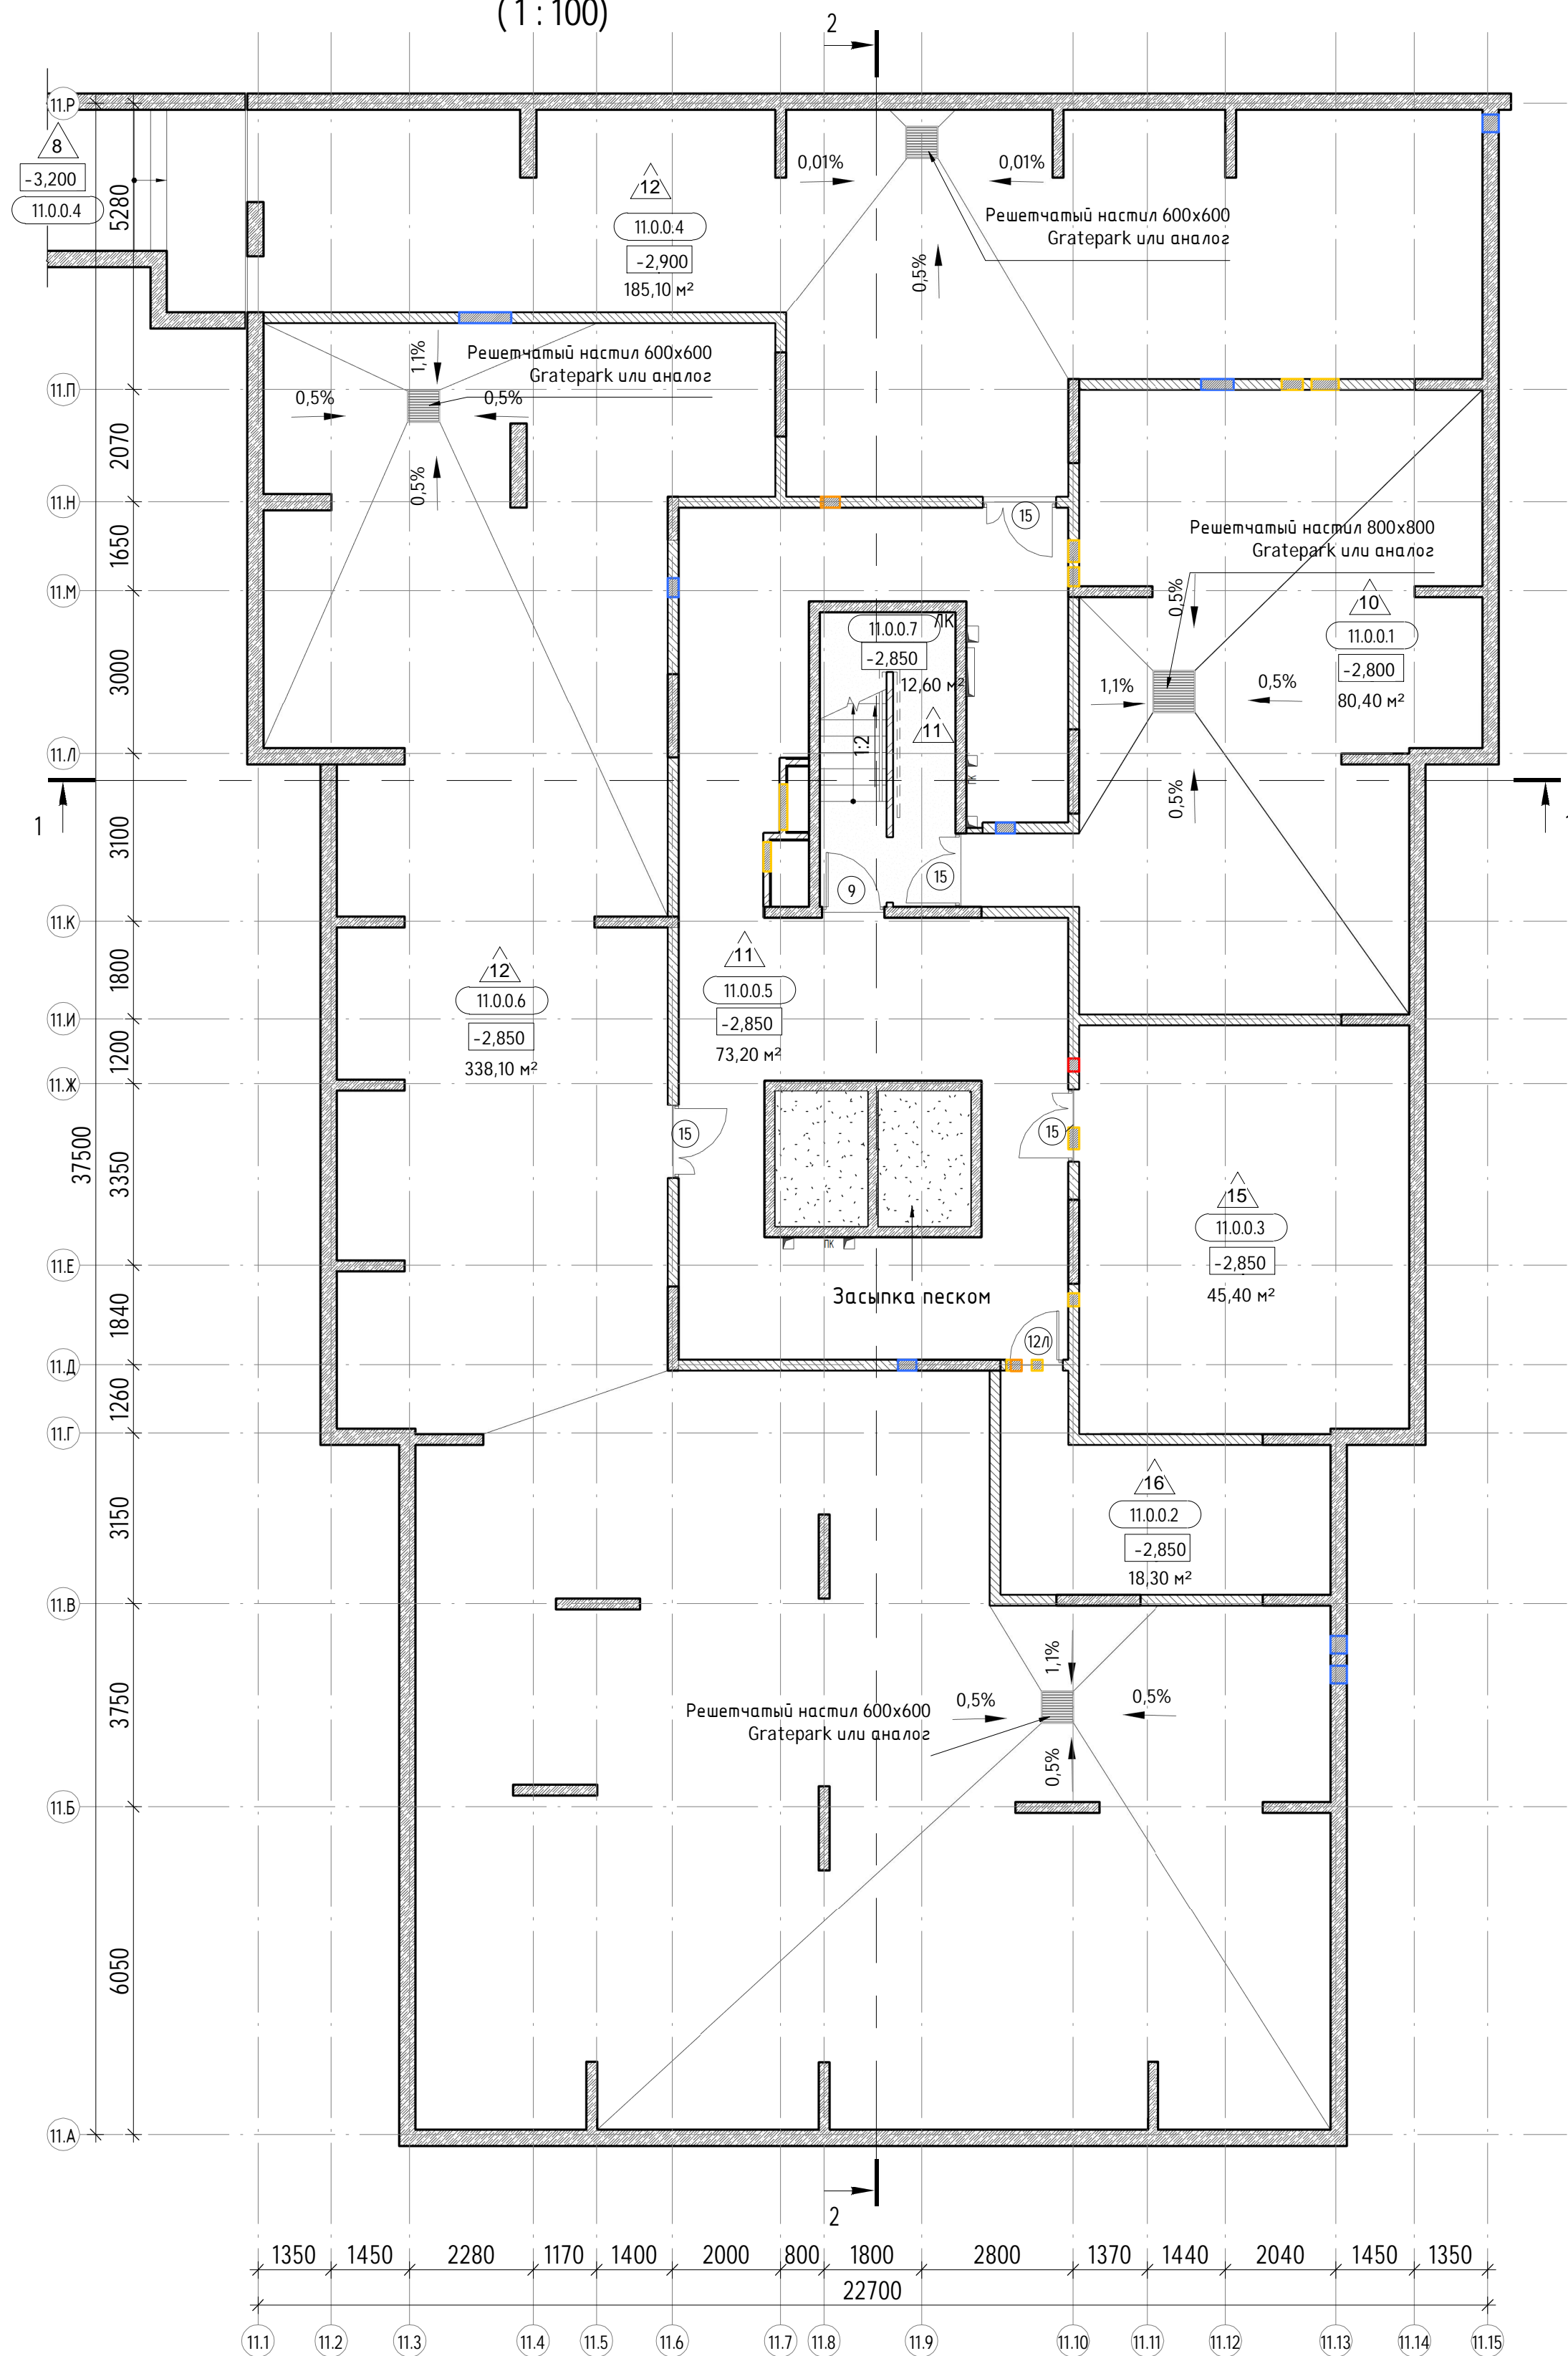 (1:100)
2
11.Р
8
-3,200
11.0.0.4
5280
12
11.0.0.4
-2,900
185,10 м²
0,01%
0,01%
Решетчатый настил 600х600
Gratepark или аналог
0,5%
1,1%
Решетчатый настил 600х600
Gratepark или аналог
11.П
0,5%
0,5%
2070
0,5%
11.Н
15
1650
Решетчатый настил 800х800
Gratepark или аналог
11.М
0,5%
10
11.0.0.1
-2,800
80,40 м²
11.0.0.7
ЛК
-2,850
12,60 м²
11
1:2
3000
1,1%
0,5%
11.Л
ПК
0,5%
1
3100
9
15
11.К
1800
12
11.0.0.6
-2,850
338,10 м²
11
11.0.0.5
-2,850
73,20 м²
11.И
1200
11.Ж
37500
3350
15
15
15
11.0.0.3
-2,850
45,40 м²
ПК
11.Е
Засыпка песком
1840
12Л
11.Д
1260
11.Г
16
11.0.0.2
-2,850
18,30 м²
3150
11.В
1,1%
3750
Решетчатый настил 600х600
Gratepark или аналог
0,5%
0,5%
0,5%
11.Б
6050
11.А
2
1350 1450 2280 1170 1400 2000 800 1800 2800 1370 1440 2040 1450 1350
22700
11.1 11.2 11.3 11.4 11.5 11.6 11.7 11.8 11.9 11.10 11.11 11.12 11.13 11.14 11.15